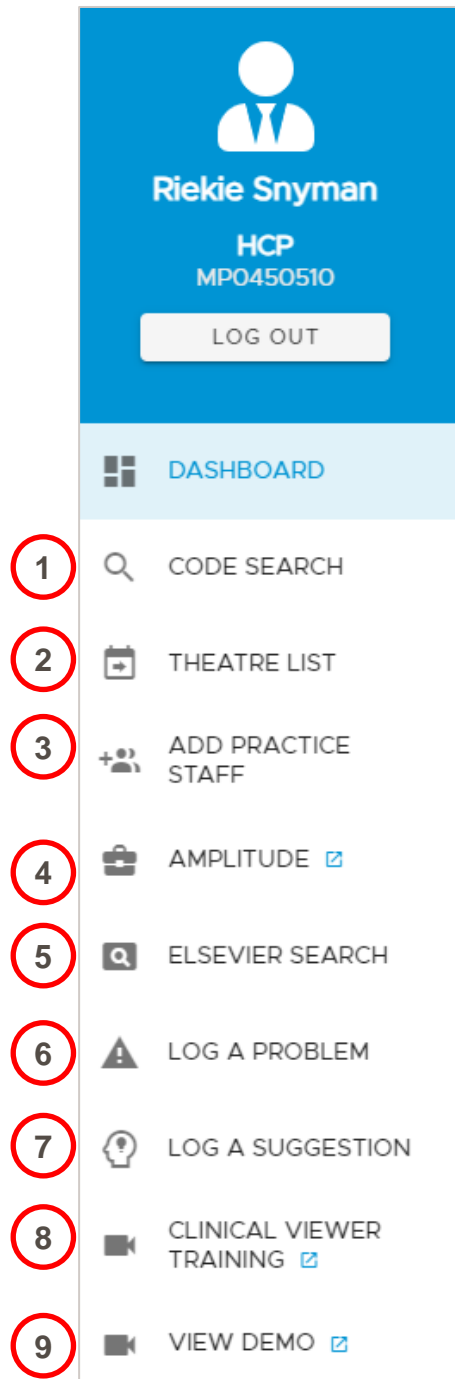 Riekie Snyman
HCP
MP0450510
LOG OUT
DASHBOARD
1 CODE SEARCH
2 THEATRE LIST
3 ADD PRACTICE
STAFF
4 AMPLITUDE
5 ELSEVIER SEARCH
6 LOG A PROBLEM
7 LOG A SUGGESTION
8 CLINICAL VIEWER
TRAINING
9 VIEW DEMO